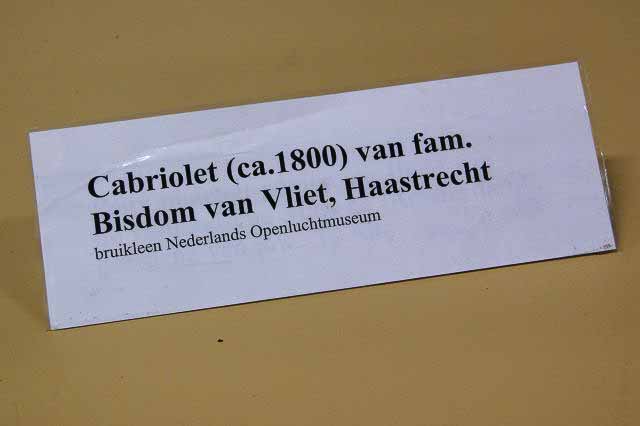 Cabriolet (ca.1800) van fam.
Bisdom van Vliet, Haastrecht
bruikleen Nederlands Openluchtmuseum